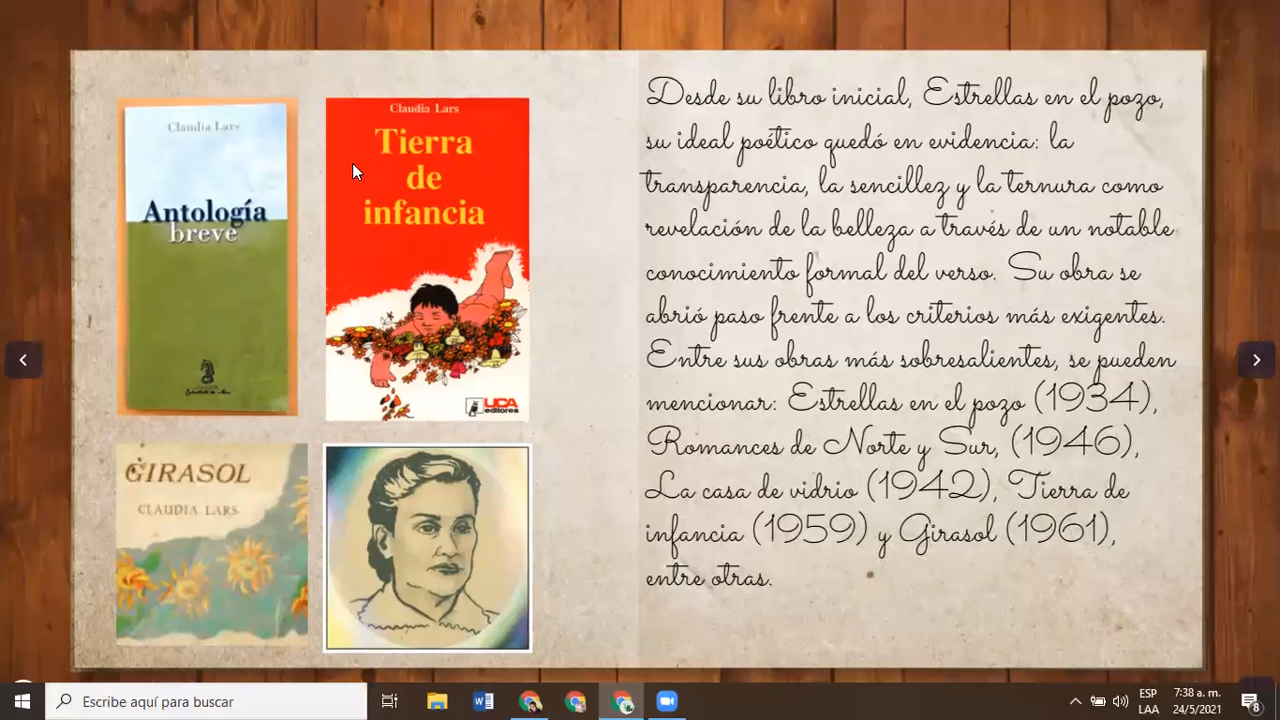 Claudia Lars
Antología
breve
Claudia Lars
Tierra
de
infancia
UCA
editores
GIRASOL
CLAUDIA LARS
Desde su libro inicial, Estrellas en el pozo,
su ideal poético quedó en evidencia: la
transparencia, la sencillez y la ternura como
revelación de la belleza a través de un notable
conocimiento formal del verso. Su obra se
abrió paso frente a los criterios más exigentes.
Entre sus obras más sobresalientes, se pueden
mencionar: Estrellas en el pozo (1934),
Romances de Norte y Sur, (1946),
La casa de vidrio (1942), Tierra de
infancia (1959) y Girasol (1961),
entre otras.
Escribe aquí para buscar
ESP
LAA
7:38 a. m.
24/5/2021
8